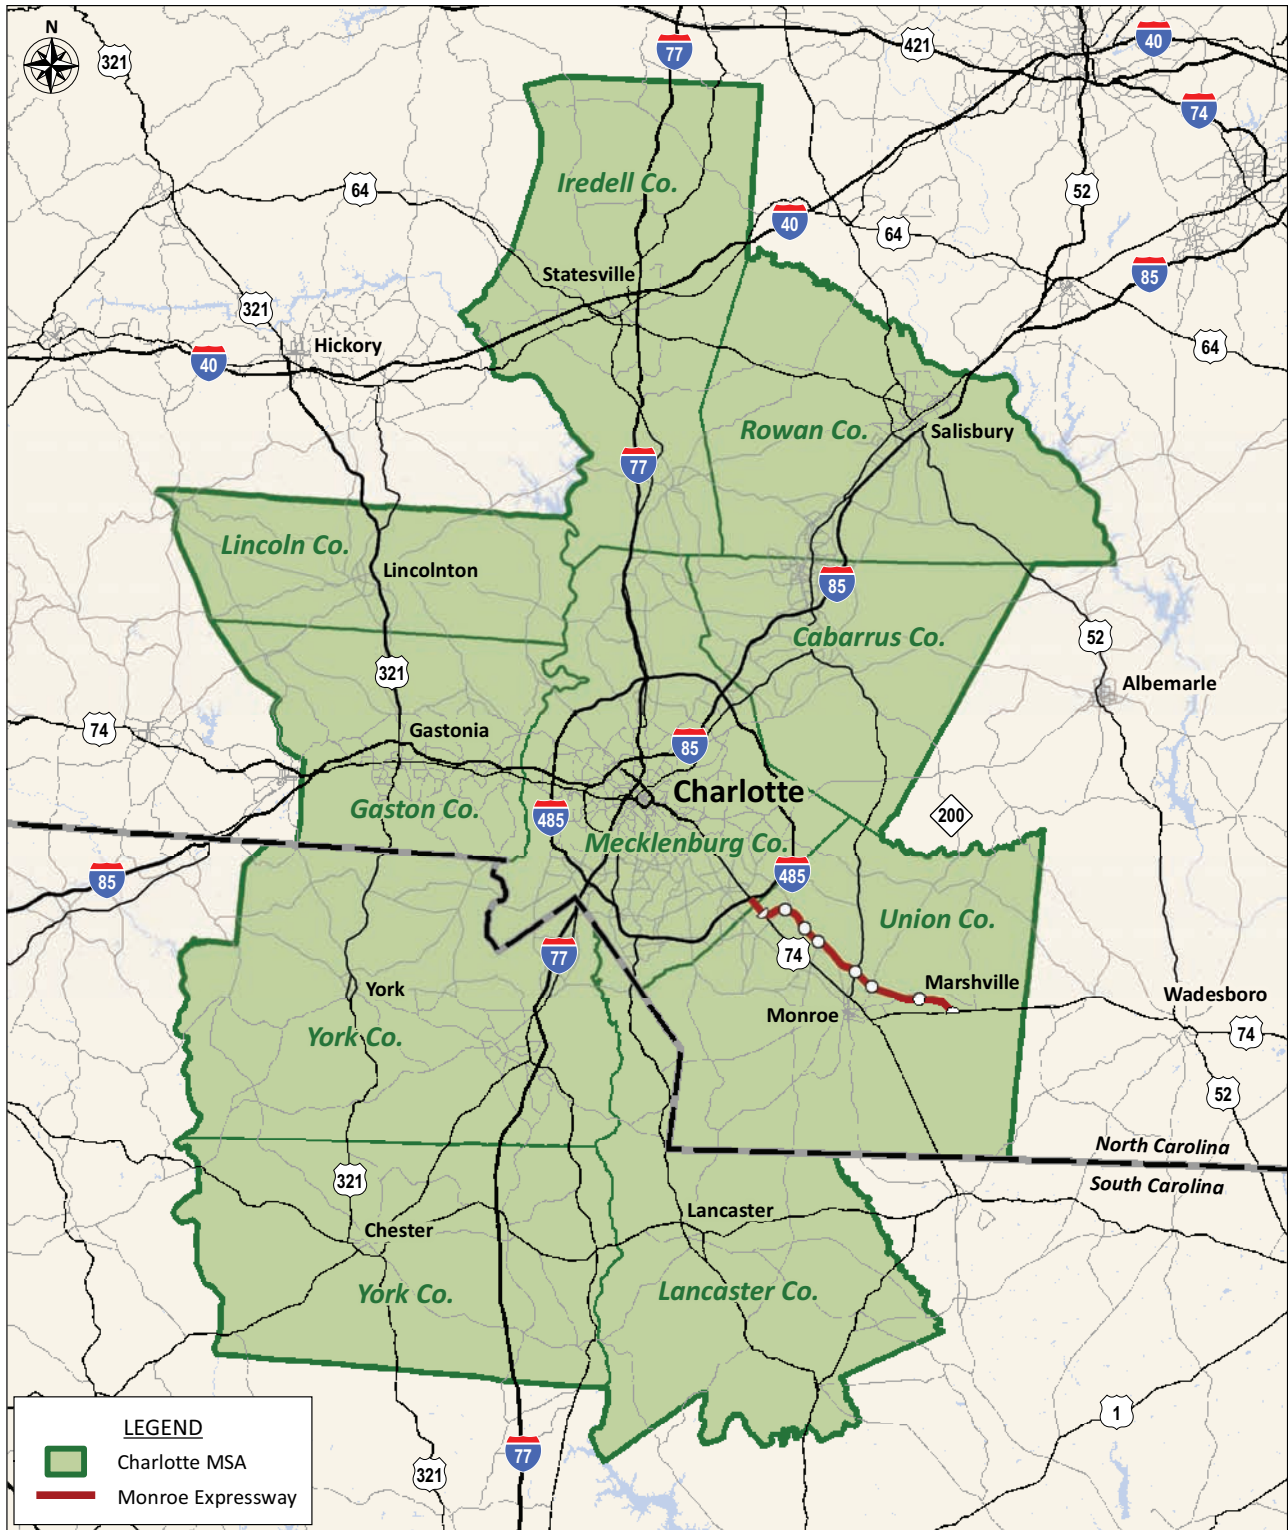 N
321
77
421
40
74
Iredell Co.
64
52
40
64
85
Statesville
321
Hickory
40
64
Rowan Co.
Salisbury
77
Lincoln Co.
Lincolnton
85
Cabarrus Co.
52
321
Albemarle
74
Gastonia
85
Charlotte
Gaston Co.
485
Mecklenburg Co.
200
85
485
Union Co.
77
74
Marshville
York
Monroe
Wadesboro
York Co.
74
52
North Carolina
South Carolina
321
Chester
Lancaster
York Co.
Lancaster Co.
1
LEGEND
Charlotte MSA
Monroe Expressway
77
321